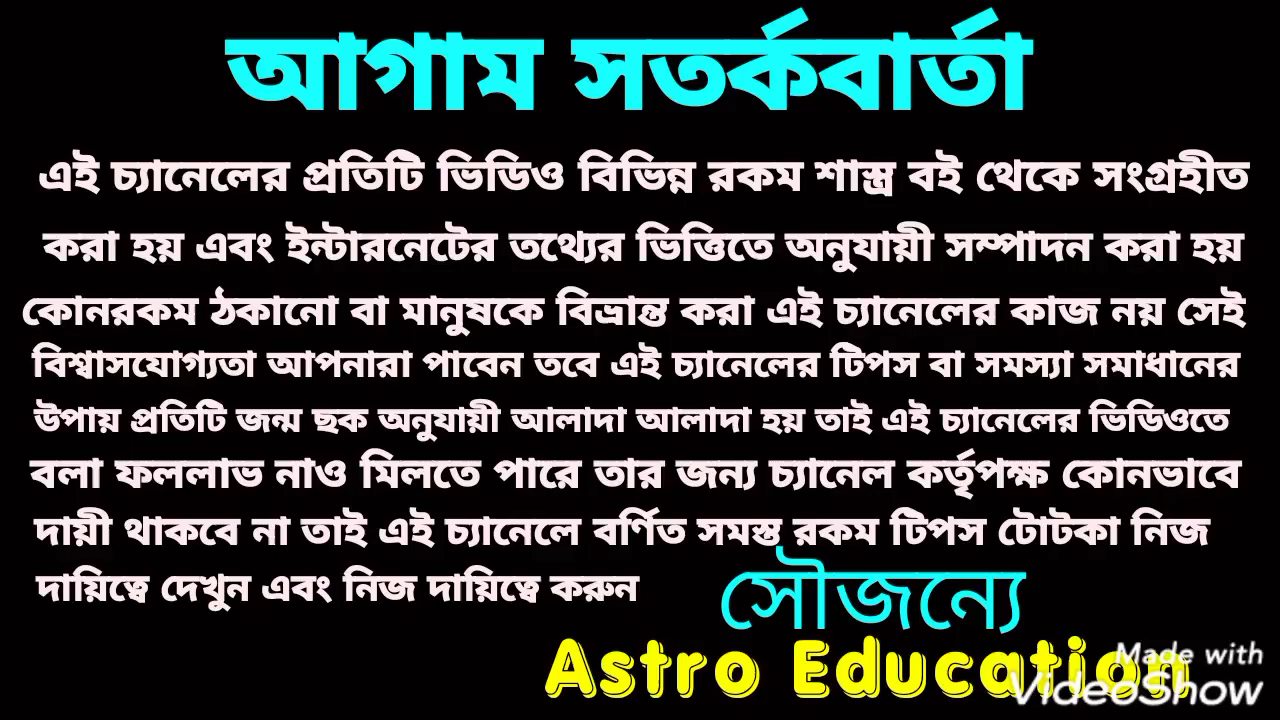 আগাম সতর্কবার্তা
এই চ্যানেলের প্রতিটি ভিডিও বিভিন্ন রকম শাস্ত্র বই থেকে সংগ্রহীত
করা হয় এবং ইন্টারনেটের তথ্যের ভিত্তিতে অনুযায়ী সম্পাদন করা হয়
কোনরকম ঠকানো বা মানুষকে বিভ্রান্ত করা এই চ্যানেলের কাজ নয় সেই
বিশ্বাসযোগ্যতা আপনারা পাবেন তবে এই চ্যানেলের টিপস বা সমস্যা সমাধানের
উপায় প্রতিটি জন্ম ছক অনুযায়ী আলাদা আলাদা হয় তাই এই চ্যানেলের ভিডিওতে
বলা ফললাভ নাও মিলতে পারে তার জন্য চ্যানেল কর্তৃপক্ষ কোনভাবে
দায়ী থাকবে না তাই এই চ্যানেলে বর্ণিত সমস্ত রকম টিপস টোটকা নিজ
দায়িত্বে দেখুন এবং নিজ দায়িত্বে করুন
সৌজন্যে
Astro Education
Made with
VideoShow